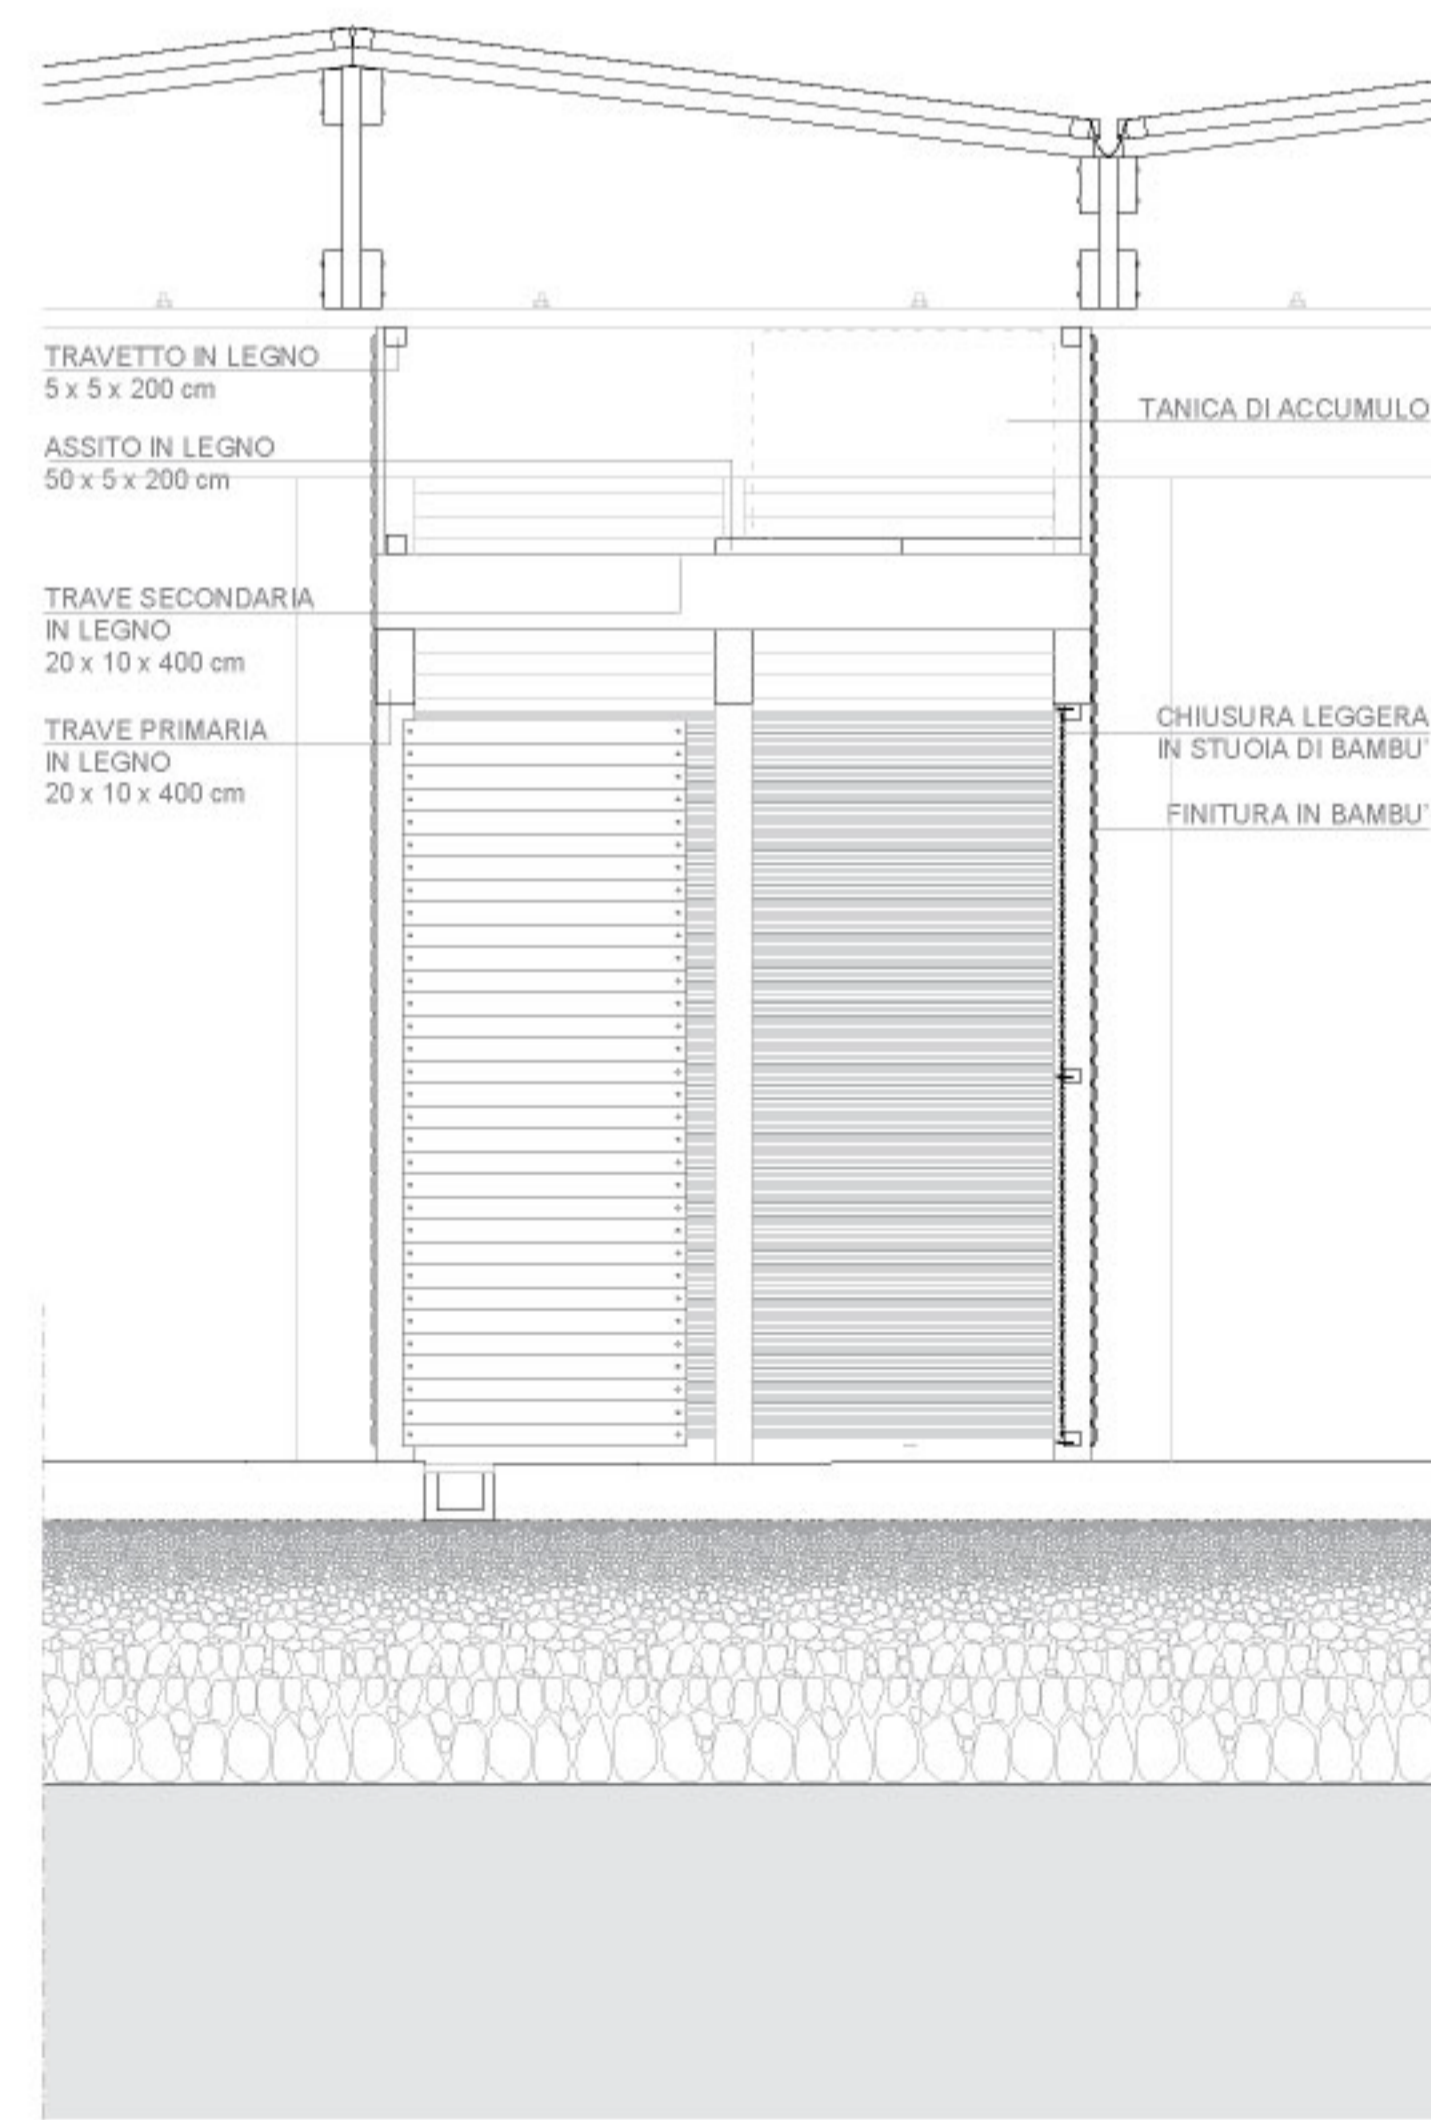 TRAVETTO IN LEGNO
5 x 5 x 200 cm
ASSITO IN LEGNO
50 x 5 x 200 cm
TRAVE SECONDARIA
IN LEGNO
20 x 10 x 400 cm
TRAVE PRIMARIA
IN LEGNO
20 x 10 x 400 cm
TANICA DI ACCUMULO
CHIUSURA LEGGERA
IN STUOIA DI BAMBU'
FINITURA IN BAMBU'